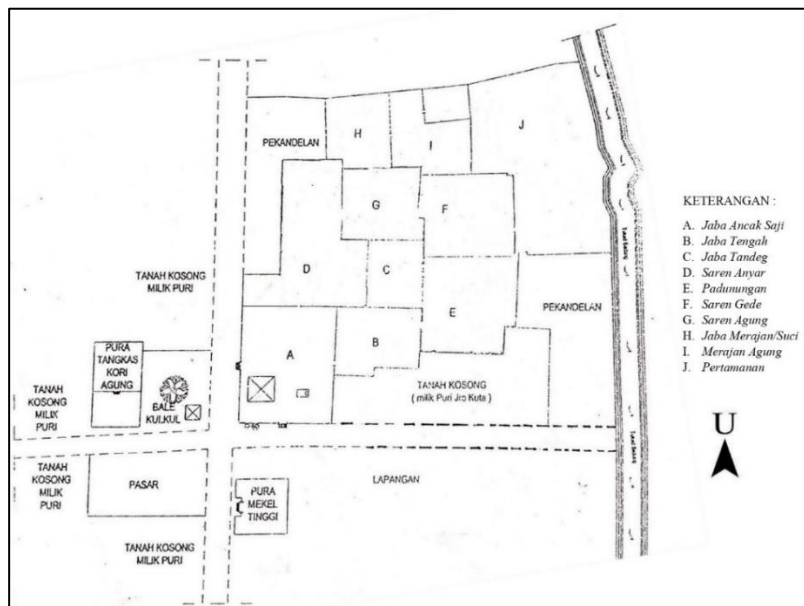 H
J
PEKANDELAN
I
G
F
KETERANGAN :
A. Jaba Ancak Saji
B. Jaba Tengah
C. Jaba Tandeg
D. Saren Anyar
E. Padunungan
F. Saren Gede
G. Saren Agung
H. Jaba Merajan/Suci
I. Merajan Agung
J. Pertamanan
TANAH KOSONG
MILIK PURI
D
C
E
PEKANDELAN
PURA
TANGKAS
KORI
AGUNG
A
B
TANAH
KOSONG
MILIK
PURI
BALE
KULKUL
TANAH KOSONG
( milik Puri Jro Kuta )
U
TANAH
KOSONG
MILIK
PURI
PASAR
PURA
MEKEL
TINGGI
LAPANGAN
TANAH KOSONG
MILIK PURI